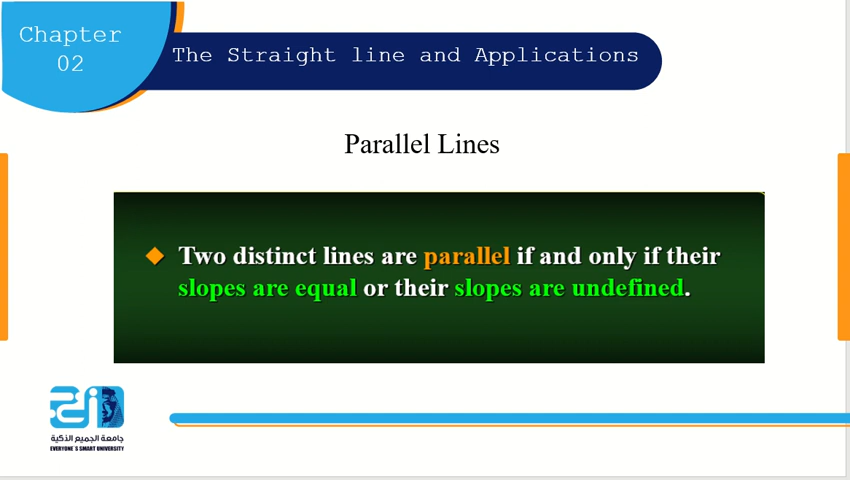 Chapter
02
The Straight line and Applications
Parallel Lines
Two distinct lines are parallel if and only if their
slopes are equal or their slopes are undefined.
جامعة الجميع الذكية
EVERYONE'S SMART UNIVERSITY